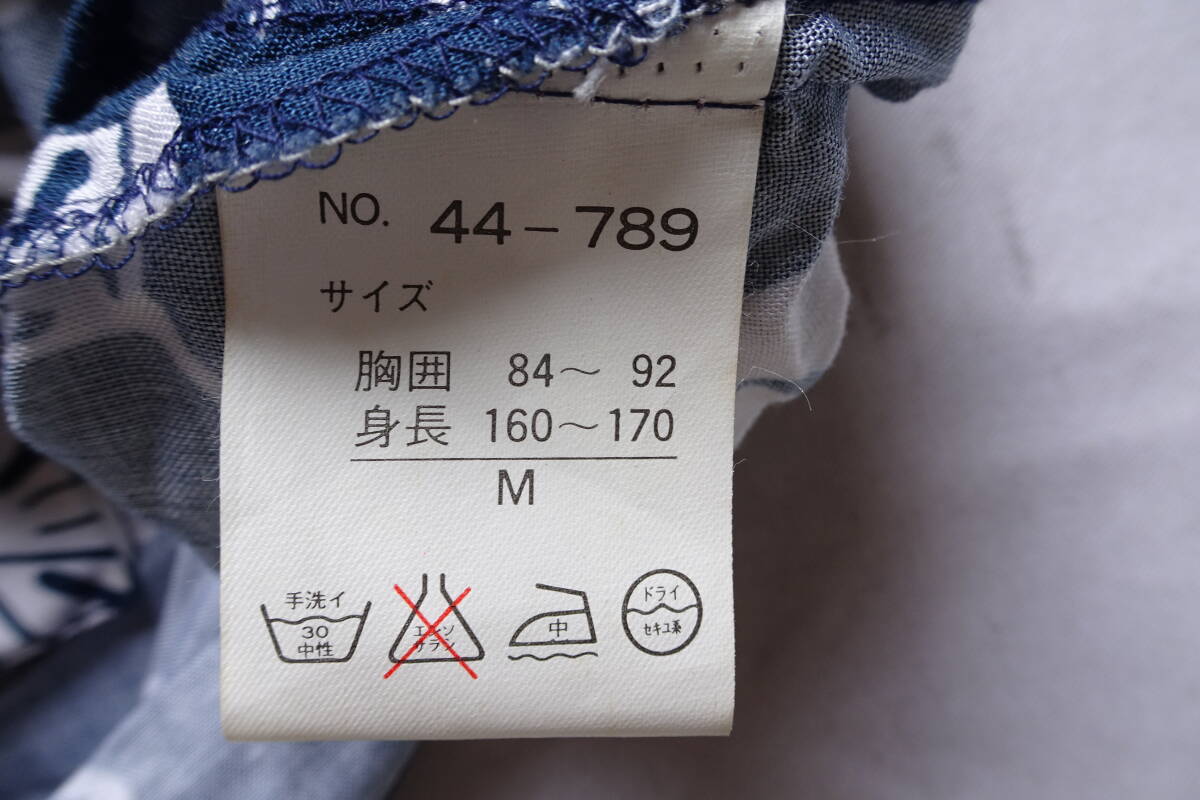 NO. 44-789
サイズ
胸囲 84～ 92
身長 160～170
M
手洗イ
30
中性
エンソ
サラシ
中
ドライ
セキユ系